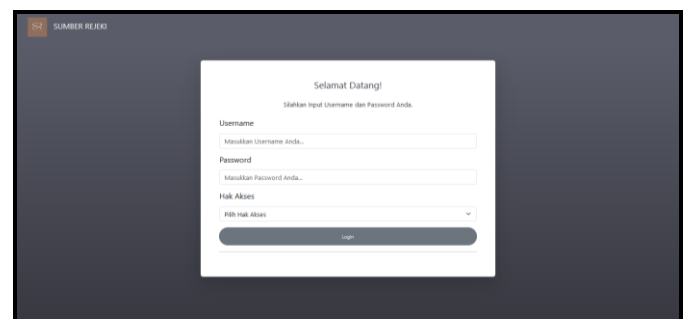 SR SUMBER REJEKI
Selamat Datang!
Silahkan Input Username dan Password Anda.
Username
Masukkan Username Anda...
Password
Masukkan Password Anda...
Hak Akses
Pilih Hak Akses
Login